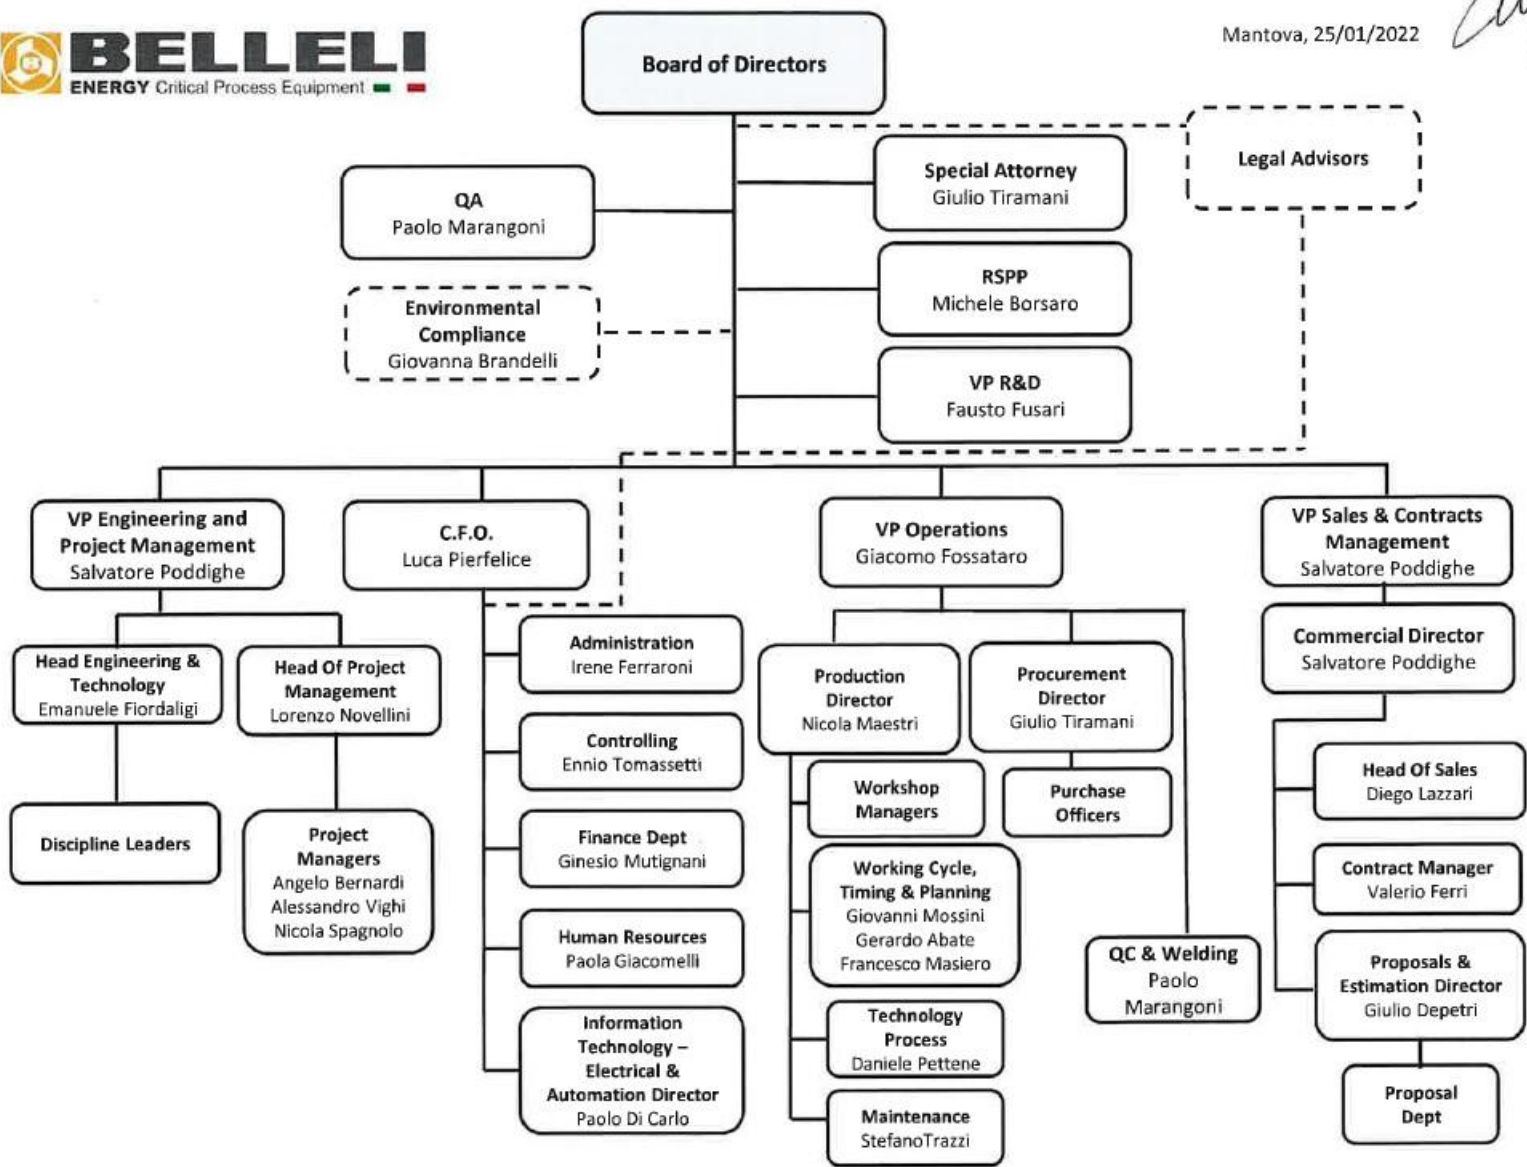 BELLELI
ENERGY Critical Process Equipment
Mantova, 25/01/2022
Board of Directors
Legal Advisors
Special Attorney
Giulio Tiramani
QA
Paolo Marangoni
RSPP
Michele Borsaro
Environmental
Compliance
Giovanna Brandelli
VP R&D
Fausto Fusari
VP Engineering and
Project Management
Salvatore Poddighe
C.F.O.
Luca Pierfelice
VP Operations
Giacomo Fossataro
VP Sales & Contracts
Management
Salvatore Poddighe
Head Engineering &
Technology
Emanuele Fiordaligi
Head Of Project
Management
Lorenzo Novellini
Discipline Leaders
Project
Managers
Angelo Bernardi
Alessandro Vighi
Nicola Spagnolo
Administration
Irene Ferraroni
Controlling
Ennio Tomassetti
Finance Dept
Ginesio Mutignani
Human Resources
Paola Giacomelli
Information
Technology –
Electrical &
Automation Director
Paolo Di Carlo
Production
Director
Nicola Maestri
Procurement
Director
Giulio Tiramani
Workshop
Managers
Purchase
Officers
Working Cycle,
Timing & Planning
Giovanni Mossini
Gerardo Abate
Francesco Masiero
Technology
Process
Daniele Pettene
Maintenance
StefanoTrazzi
QC & Welding
Paolo
Marangoni
Commercial Director
Salvatore Poddighe
Head Of Sales
Diego Lazzari
Contract Manager
Valerio Ferri
Proposals &
Estimation Director
Giulio Depetri
Proposal
Dept